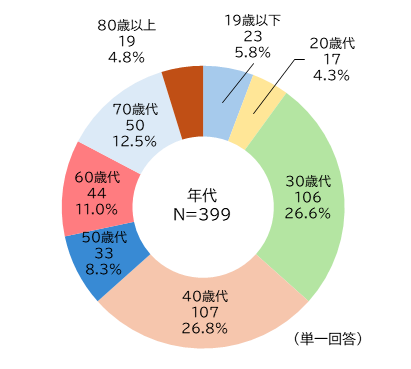 80歳以上
19
4.8%
19歳以下
23
5.8%
20歳代
17
4.3%
70歳代
50
12.5%
60歳代
44
11.0%
年代
N=399
30歳代
106
26.6%
50歳代
33
8.3%
40歳代
107
26.8%
（単一回答）